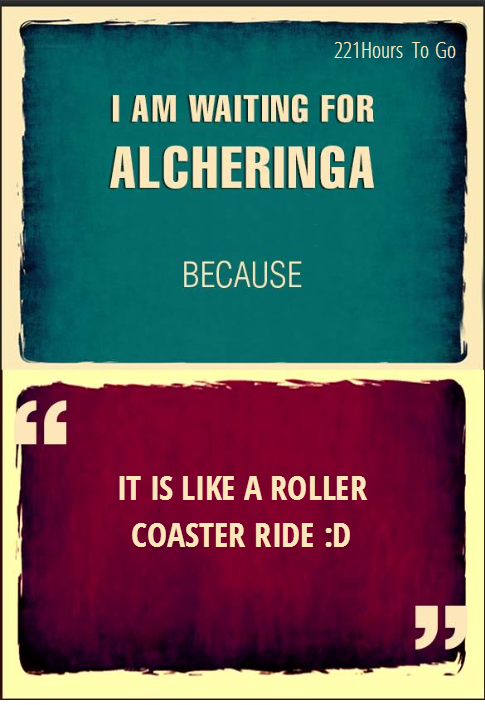 221Hours To Go
I AM WAITING FOR
ALCHERINGA
BECAUSE
“
IT IS LIKE A ROLLER
COASTER RIDE :D
”